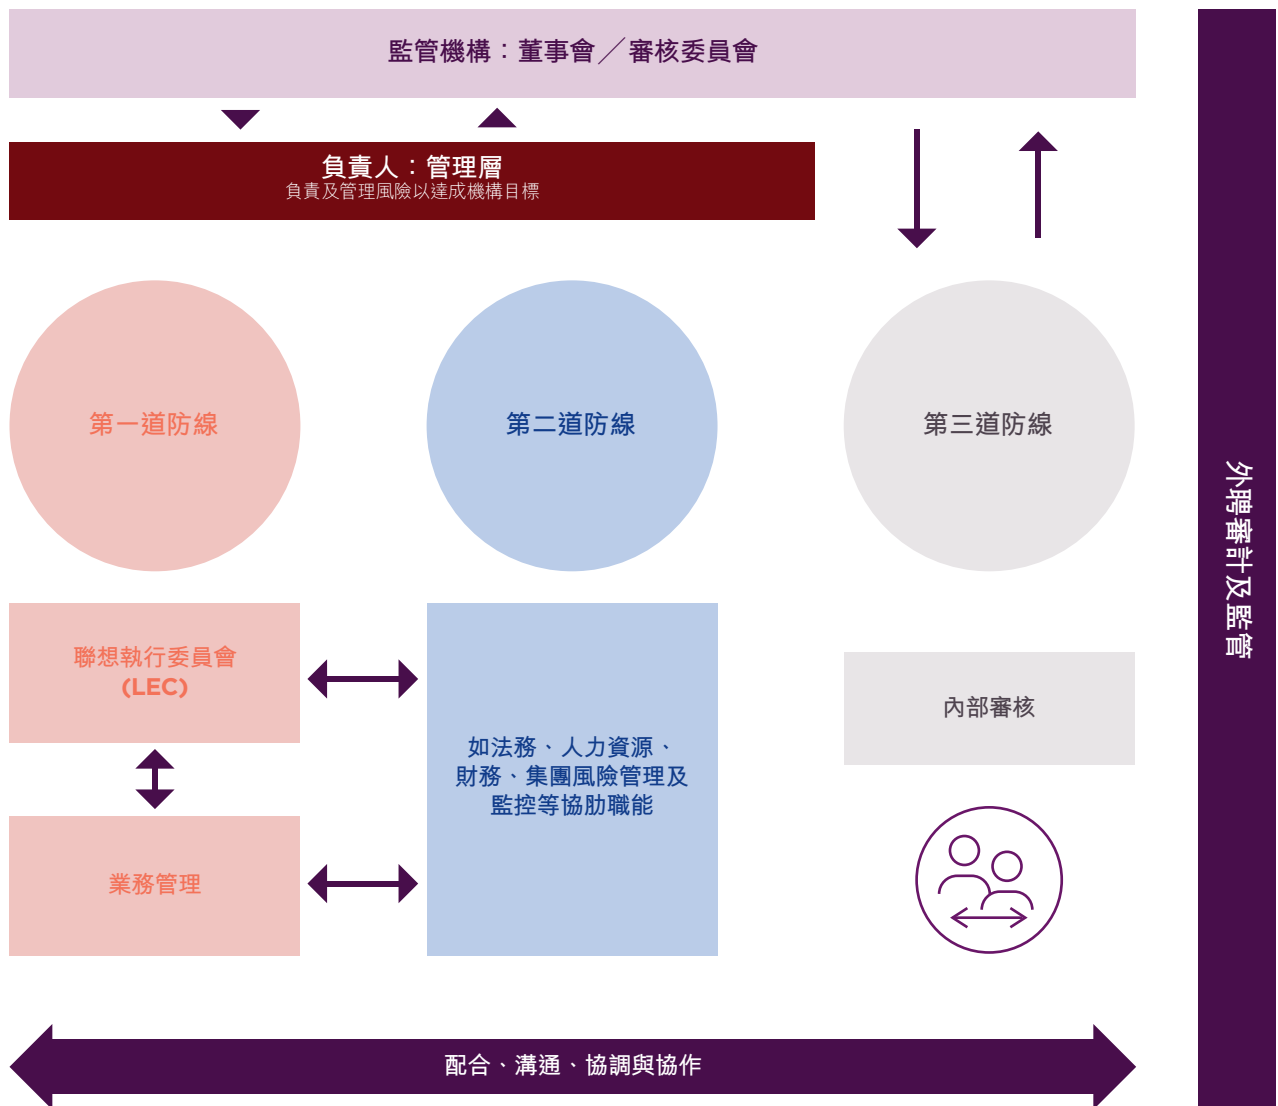 監管機構：董事會／審核委員會
負責人：管理層
負責及管理風險以達成機構目標
第一道防線
第二道防線
第三道防線
聯想執行委員會
(LEC)
業務管理
如法務、人力資源、
財務、集團風險管理及
監控等協肋職能
內部審核
配合、溝通、協調與協作
外聘審計及監管